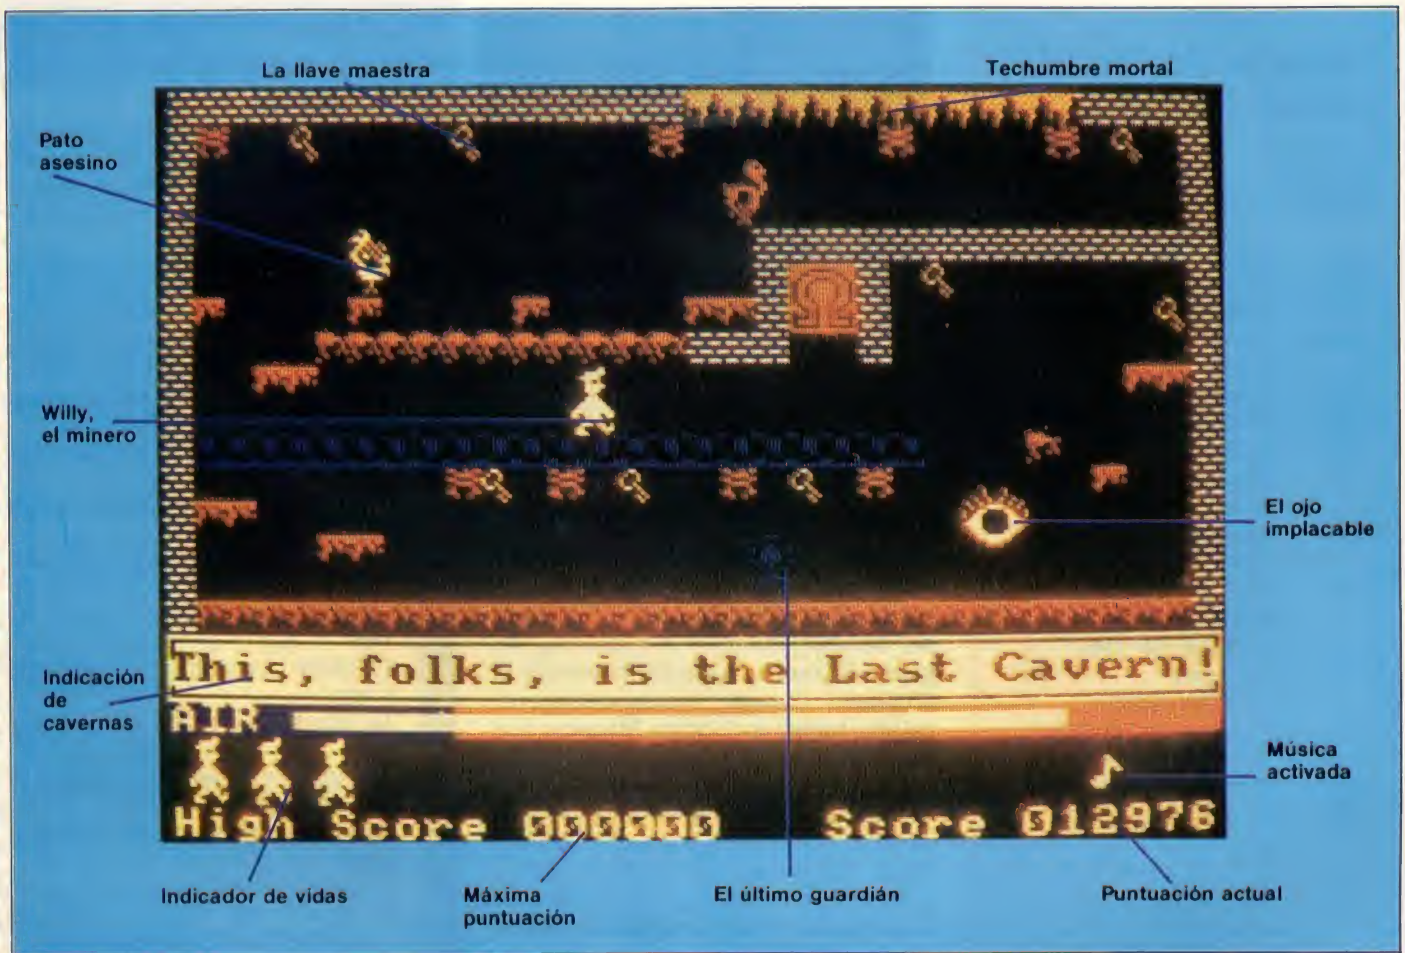 La llave maestra
Techumbre mortal
Pato
asesino
Willy,
el minero
El ojo
implacable
This, folks, is the Last Cavern!
Indicación
de
cavernas
AIR
Música
activada
High Score 000000 Score 012976
Indicador de vidas
Máxima
puntuación
El último guardián
Puntuación actual